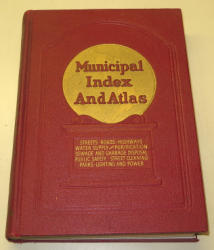 Municipal
Index
And Atlas
STREETS · ROADS · HIGHWAYS
WATER SUPPLY AND PURIFICATION
SEWAGE AND GARBAGE DISPOSAL
PUBLIC SAFETY · STREET CLEANING
PARKS · LIGHTING AND POWER